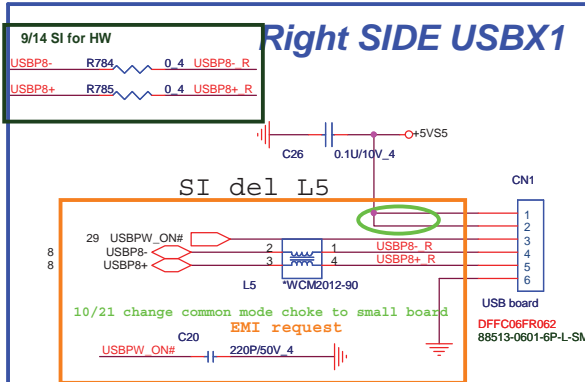 9/14 SI for HW
Right SIDE USBX1
USBP8- R784 0_4 USBP8-_R
USBP8+ R785 0_4 USBP8+_R
+5VS5
C26 0.1U/10V_4
SI del L5
CN1
1
2
3
4
5
6
29 USBPW_ON#
8 USBP8- 2 1 USBP8-_R
8 USBP8+ 3 4 USBP8+_R
L5 *WCM2012-90
USB board
10/21 change common mode choke to small board
EMI request
DFFC06FR062
88513-0601-6P-L-SM
C20
USBPW_ON# 220P/50V_4